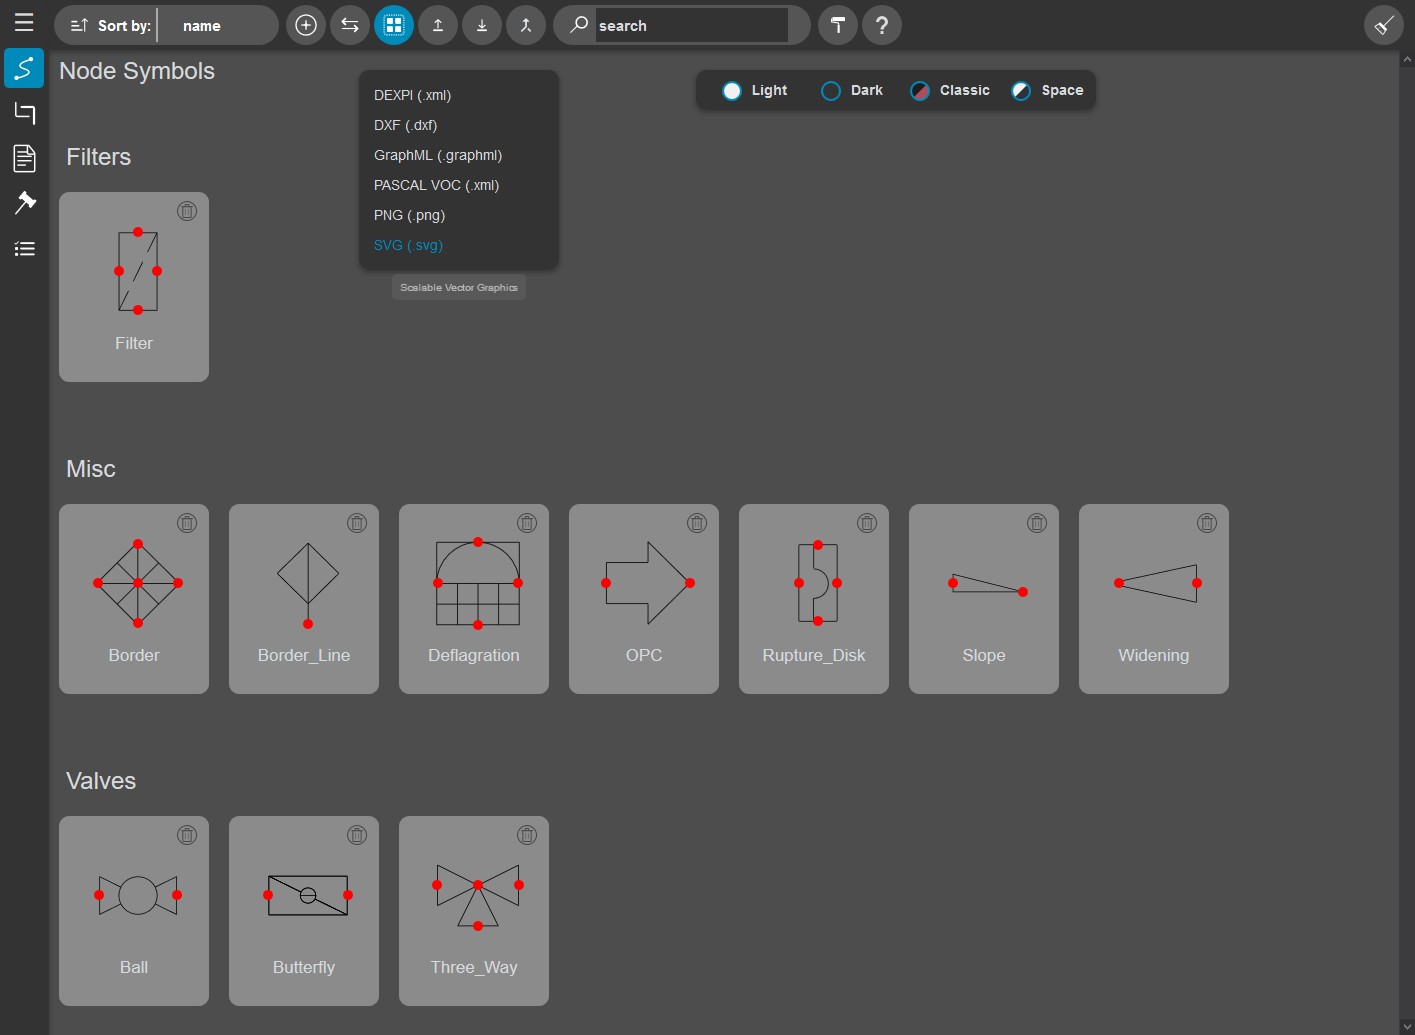 Sort by: name search ?
Node Symbols
Light Dark Classic Space
DEXPI (.xml)
DXF (.dxf)
GraphML (.graphml)
PASCAL VOC (.xml)
PNG (.png)
SVG (.svg)
Scalable Vector Graphics
Filters
Filter
Misc
Border Border_Line Deflagration OPC Rupture_Disk Slope Widening
Valves
Ball Butterfly Three_Way